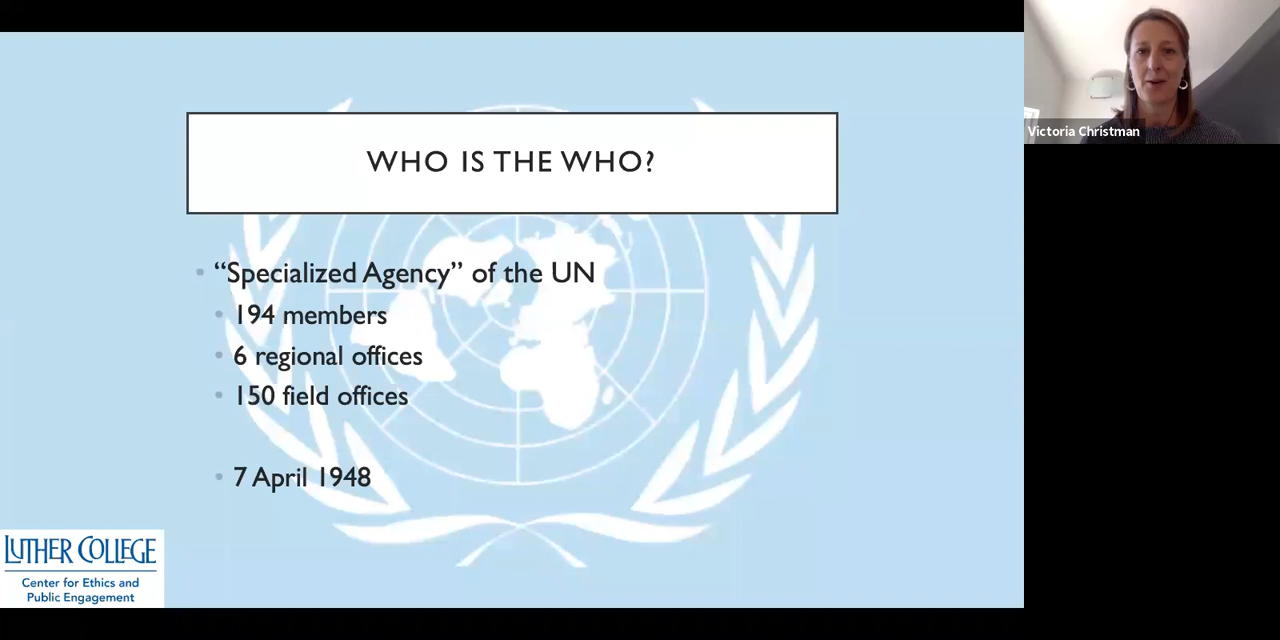 WHO IS THE WHO?
“Specialized Agency” of the UN
194 members
6 regional offices
150 field offices
7 April 1948
LUTHER COLLEGE
Center for Ethics and
Public Engagement
Victoria Christman